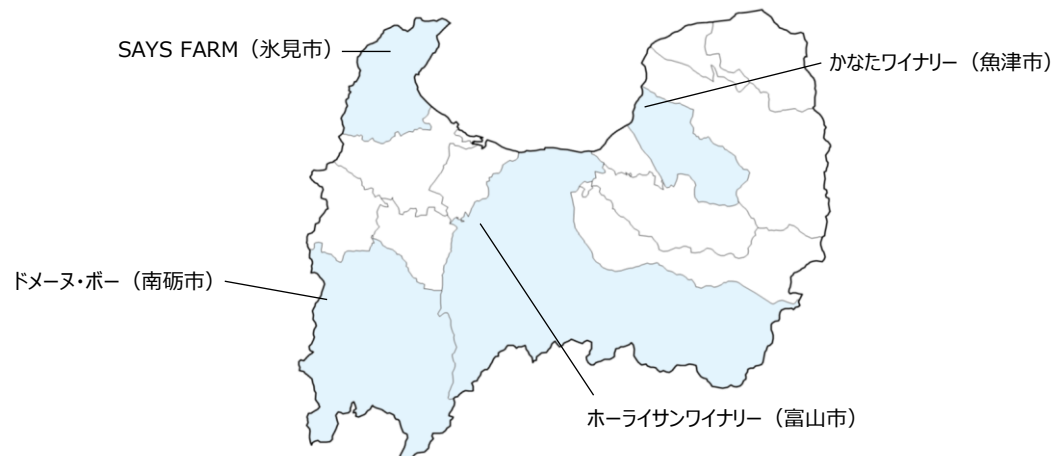 SAYS FARM（氷見市）
かなたワイナリー（魚津市）
ドメーヌ・ボー（南砺市）
ホーライサンワイナリー（富山市）